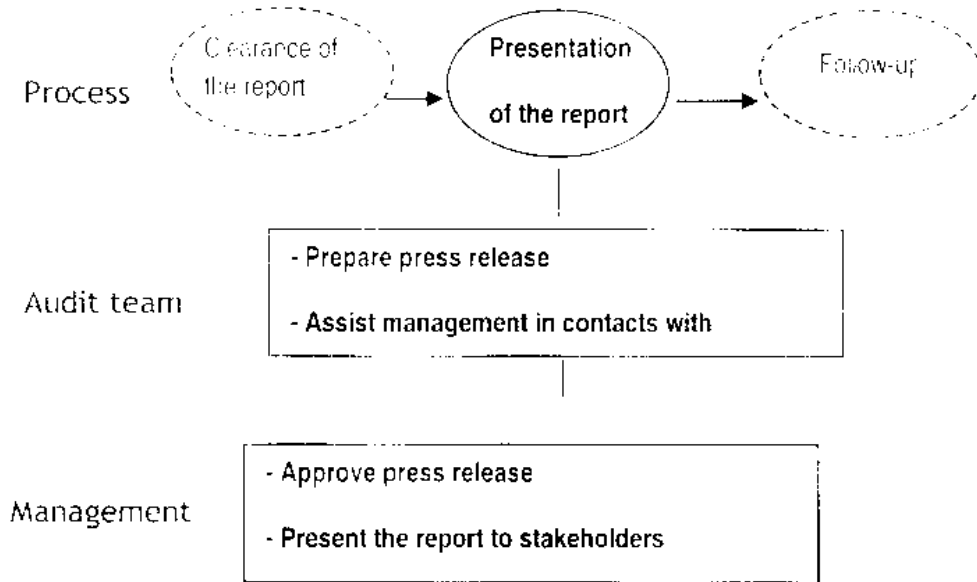 Process
Clearance of
the report
Presentation
of the report
Follow-up
Audit team
- Prepare press release
- Assist management in contacts with
Management
- Approve press release
- Present the report to stakeholders